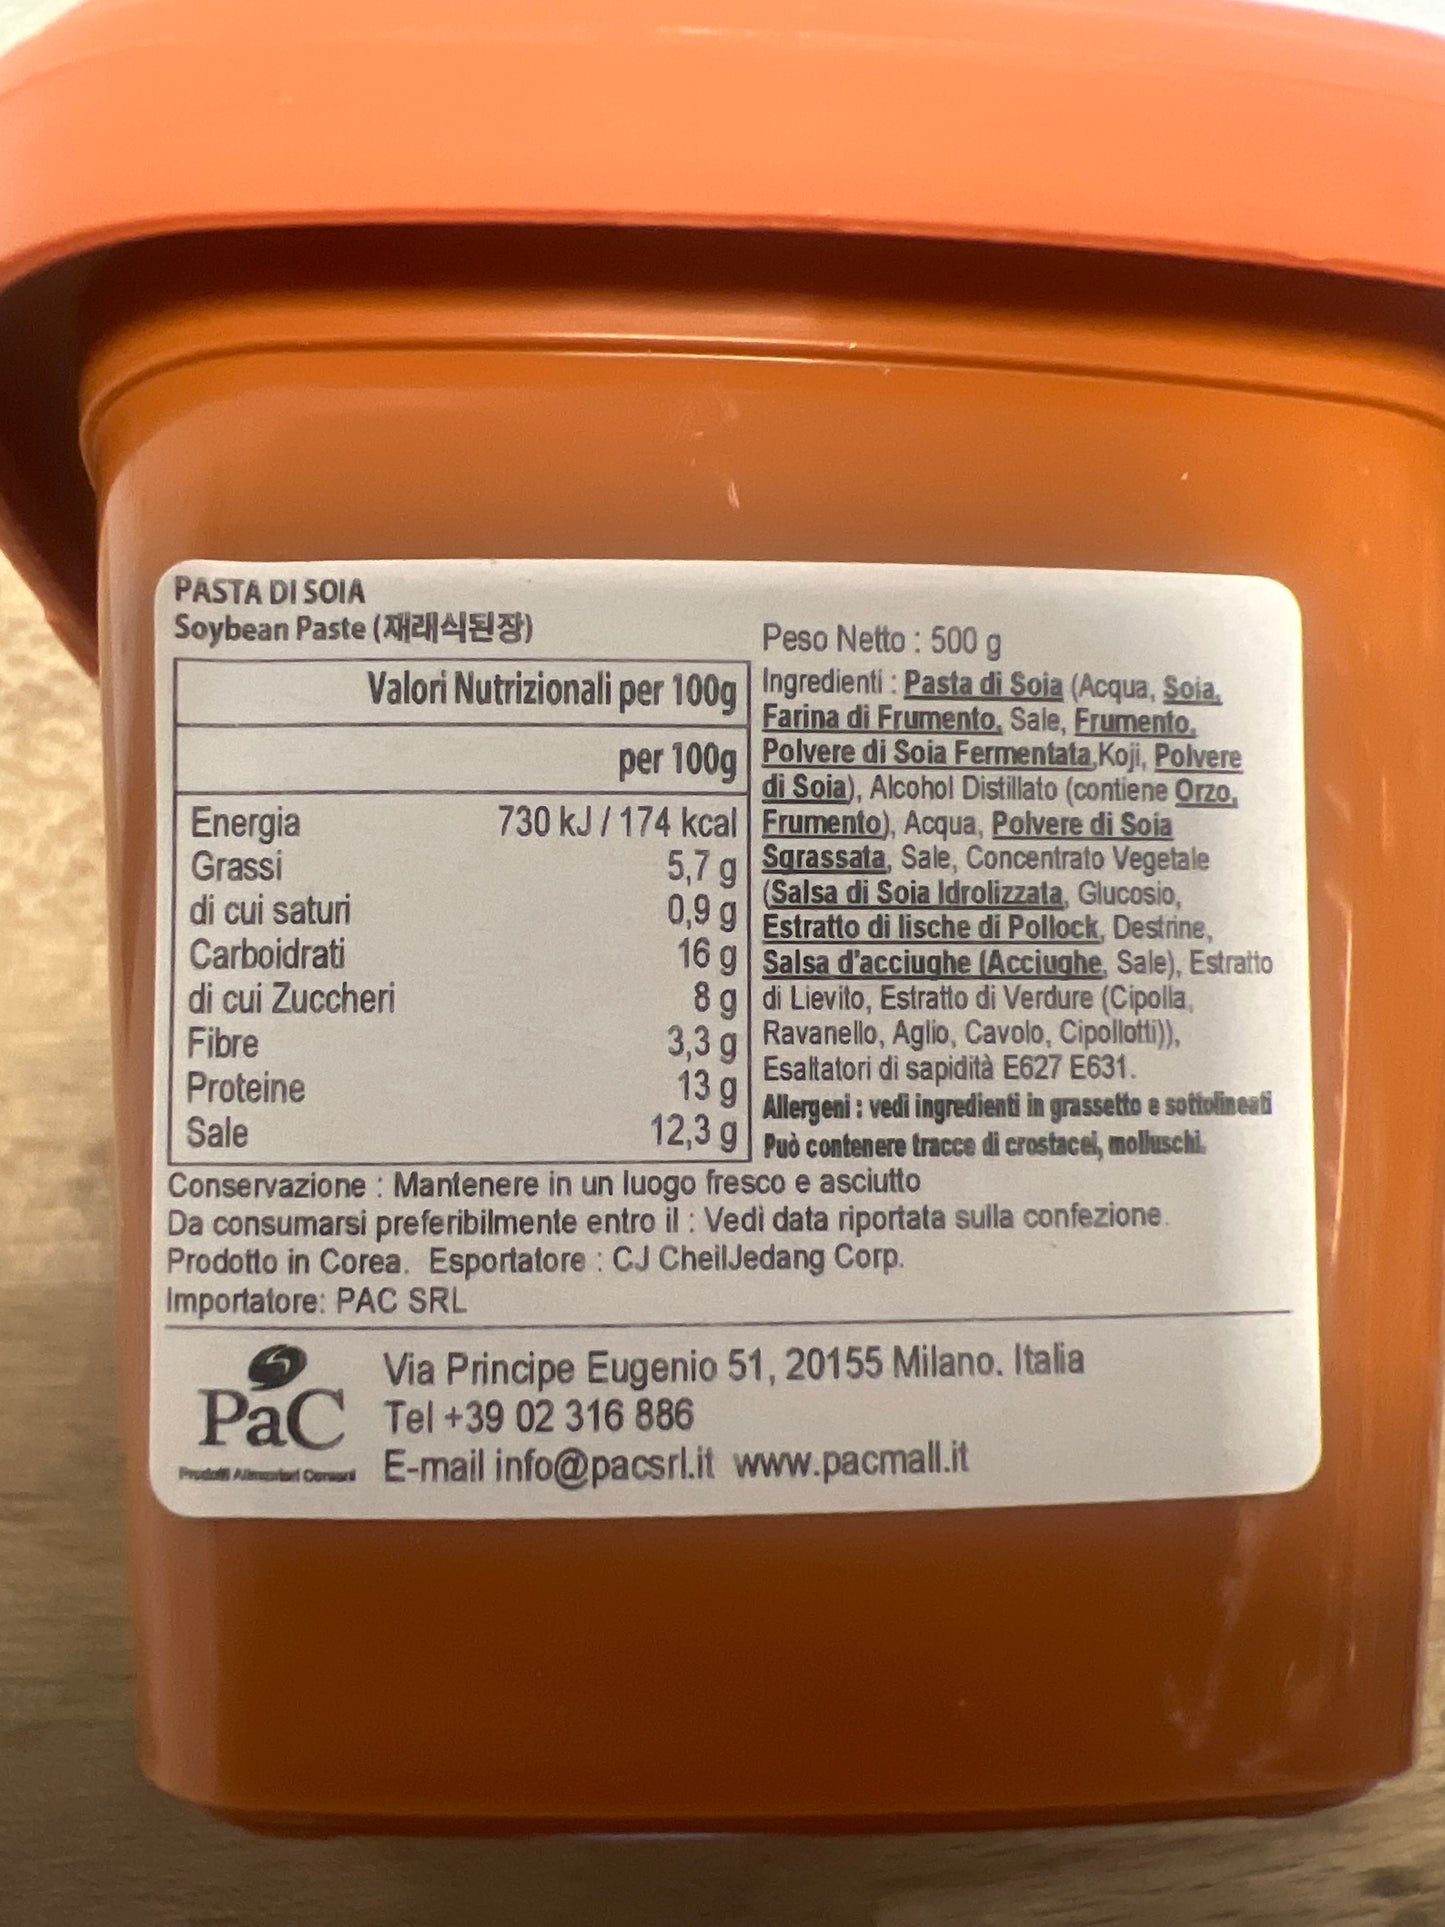 PASTA DI SOIA
Soybean Paste (재래식된장)
Valori Nutrizionali per 100g
per 100g
Energia 730 kJ / 174 kcal
Grassi 5,7 g
di cui saturi 0,9 g
Carboidrati 16 g
di cui Zuccheri 8 g
Fibre 3,3 g
Proteine 13 g
Sale 12,3 g
Peso Netto : 500 g
Ingredienti : Pasta di Soia (Acqua, Soia,
Farina di Frumento, Sale, Frumento,
Polvere di Soia Fermentata,Koji, Polvere
di Soia), Alcohol Distillato (contiene Orzo,
Frumento), Acqua, Polvere di Soia
Sgrassata, Sale, Concentrato Vegetale
(Salsa di Soia Idrolizzata, Glucosio,
Estratto di lische di Pollock, Destrine,
Salsa d'acciughe (Acciughe, Sale), Estratto
di Lievito, Estratto di Verdure (Cipolla,
Ravanello, Aglio, Cavolo, Cipollotti)),
Esaltatori di sapidità E627 E631.
Allergeni : vedi ingredienti in grassetto e sottolineati
Può contenere tracce di crostacei, molluschi.
Conservazione : Mantenere in un luogo fresco e asciutto
Da consumarsi preferibilmente entro il : Vedi data riportata sulla confezione.
Prodotto in Corea. Esportatore : CJ CheilJedang Corp.
Importatore: PAC SRL
PaC
Prodotti Alimentari Coreani
Via Principe Eugenio 51, 20155 Milano. Italia
Tel +39 02 316 886
E-mail info@pacsrl.it www.pacmall.it